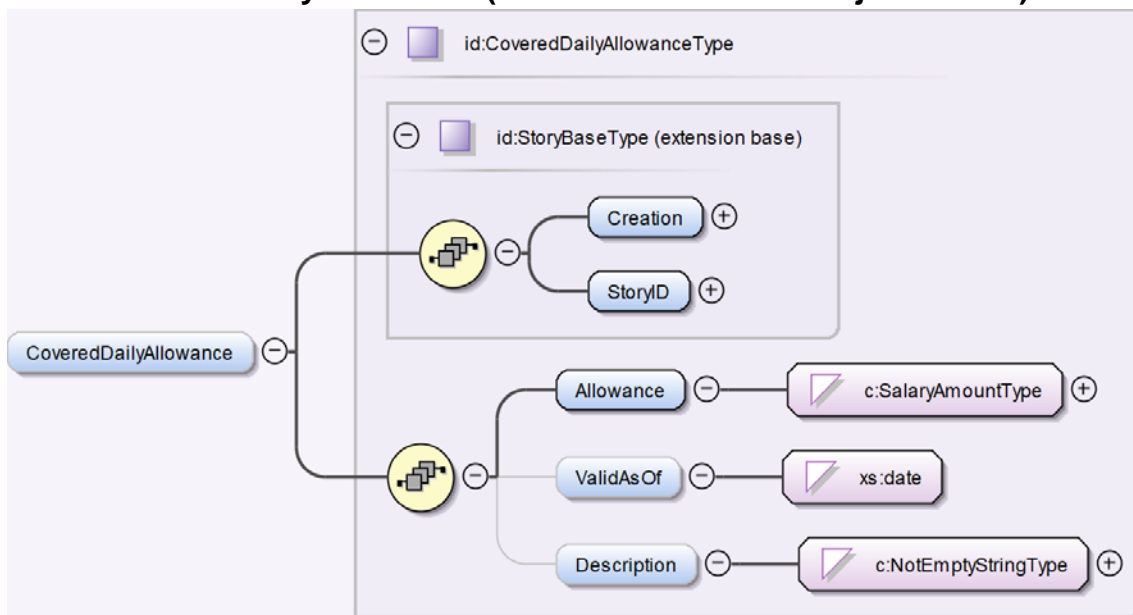 id:CoveredDailyAllowanceType
id:StoryBaseType (extension base)
Creation
StoryID
CoveredDailyAllowance
Allowance
c:SalaryAmountType
ValidAsOf
xs:date
Description
c:NotEmptyStringType